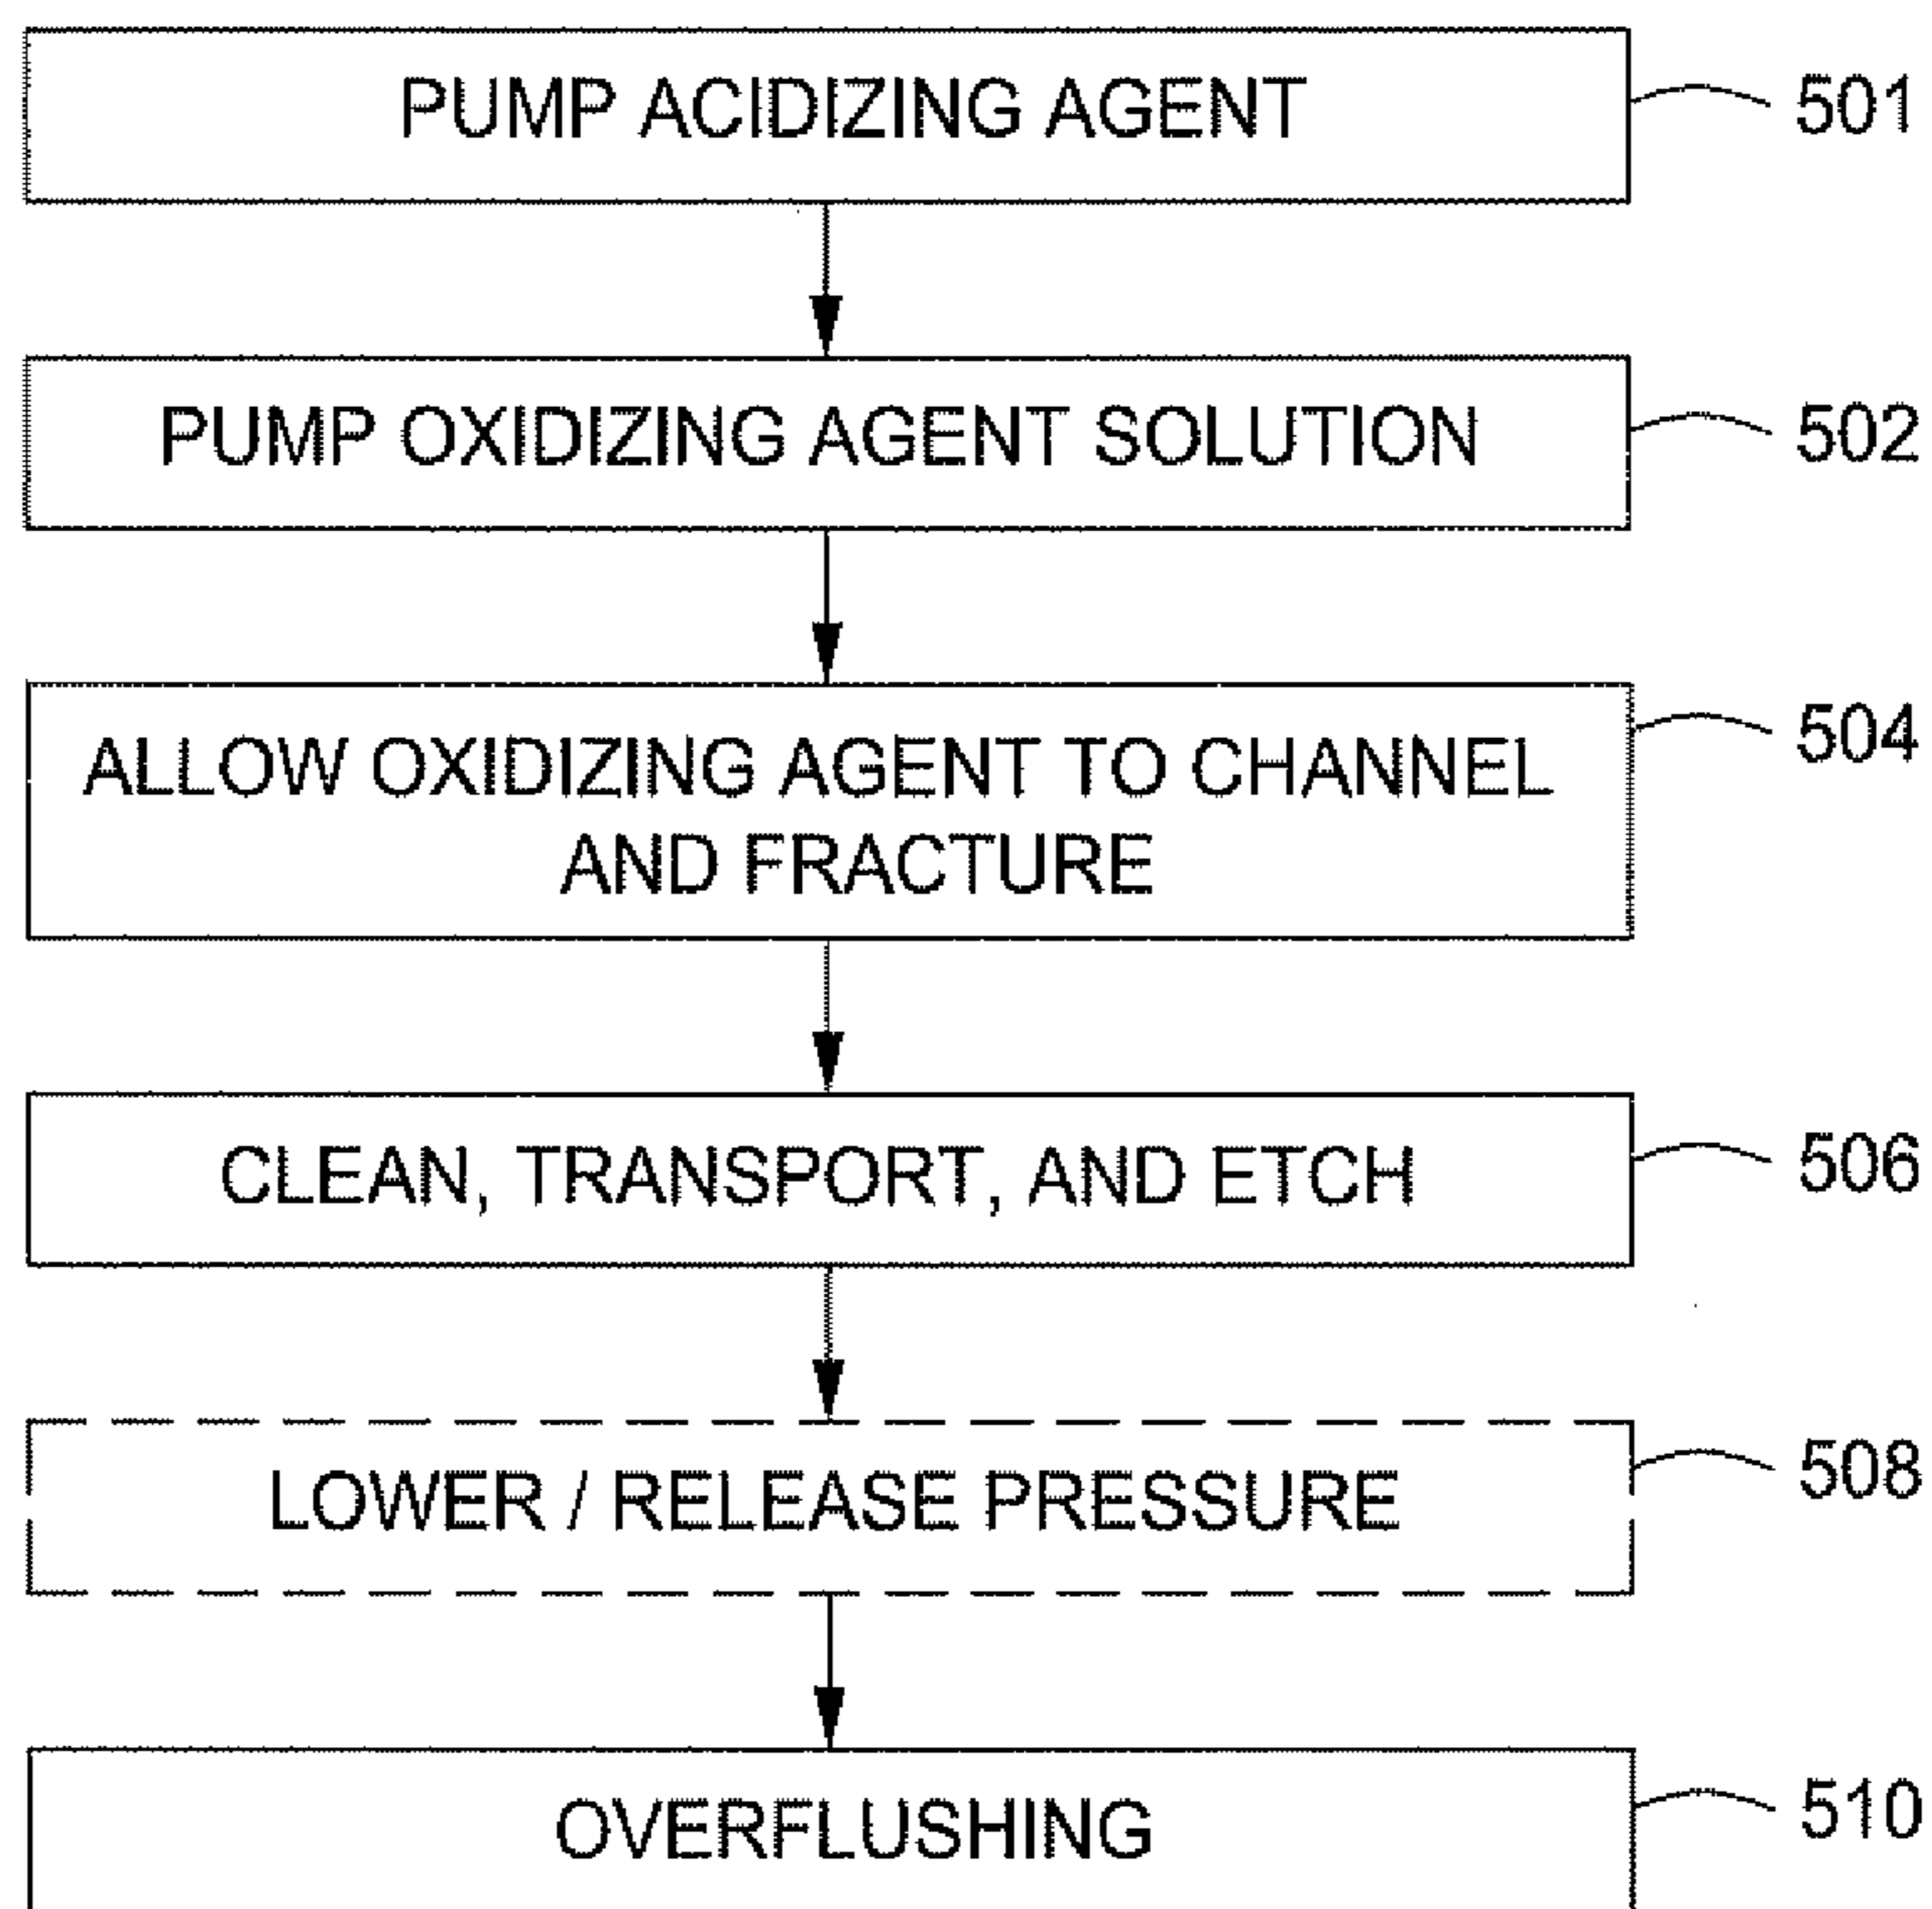 PUMP ACIDIZING AGENT 501
PUMP OXIDIZING AGENT SOLUTION 502
ALLOW OXIDIZING AGENT TO CHANNEL 504
AND FRACTURE
CLEAN, TRANSPORT, AND ETCH 506
LOWER / RELEASE PRESSURE 508
OVERFLUSHING 510